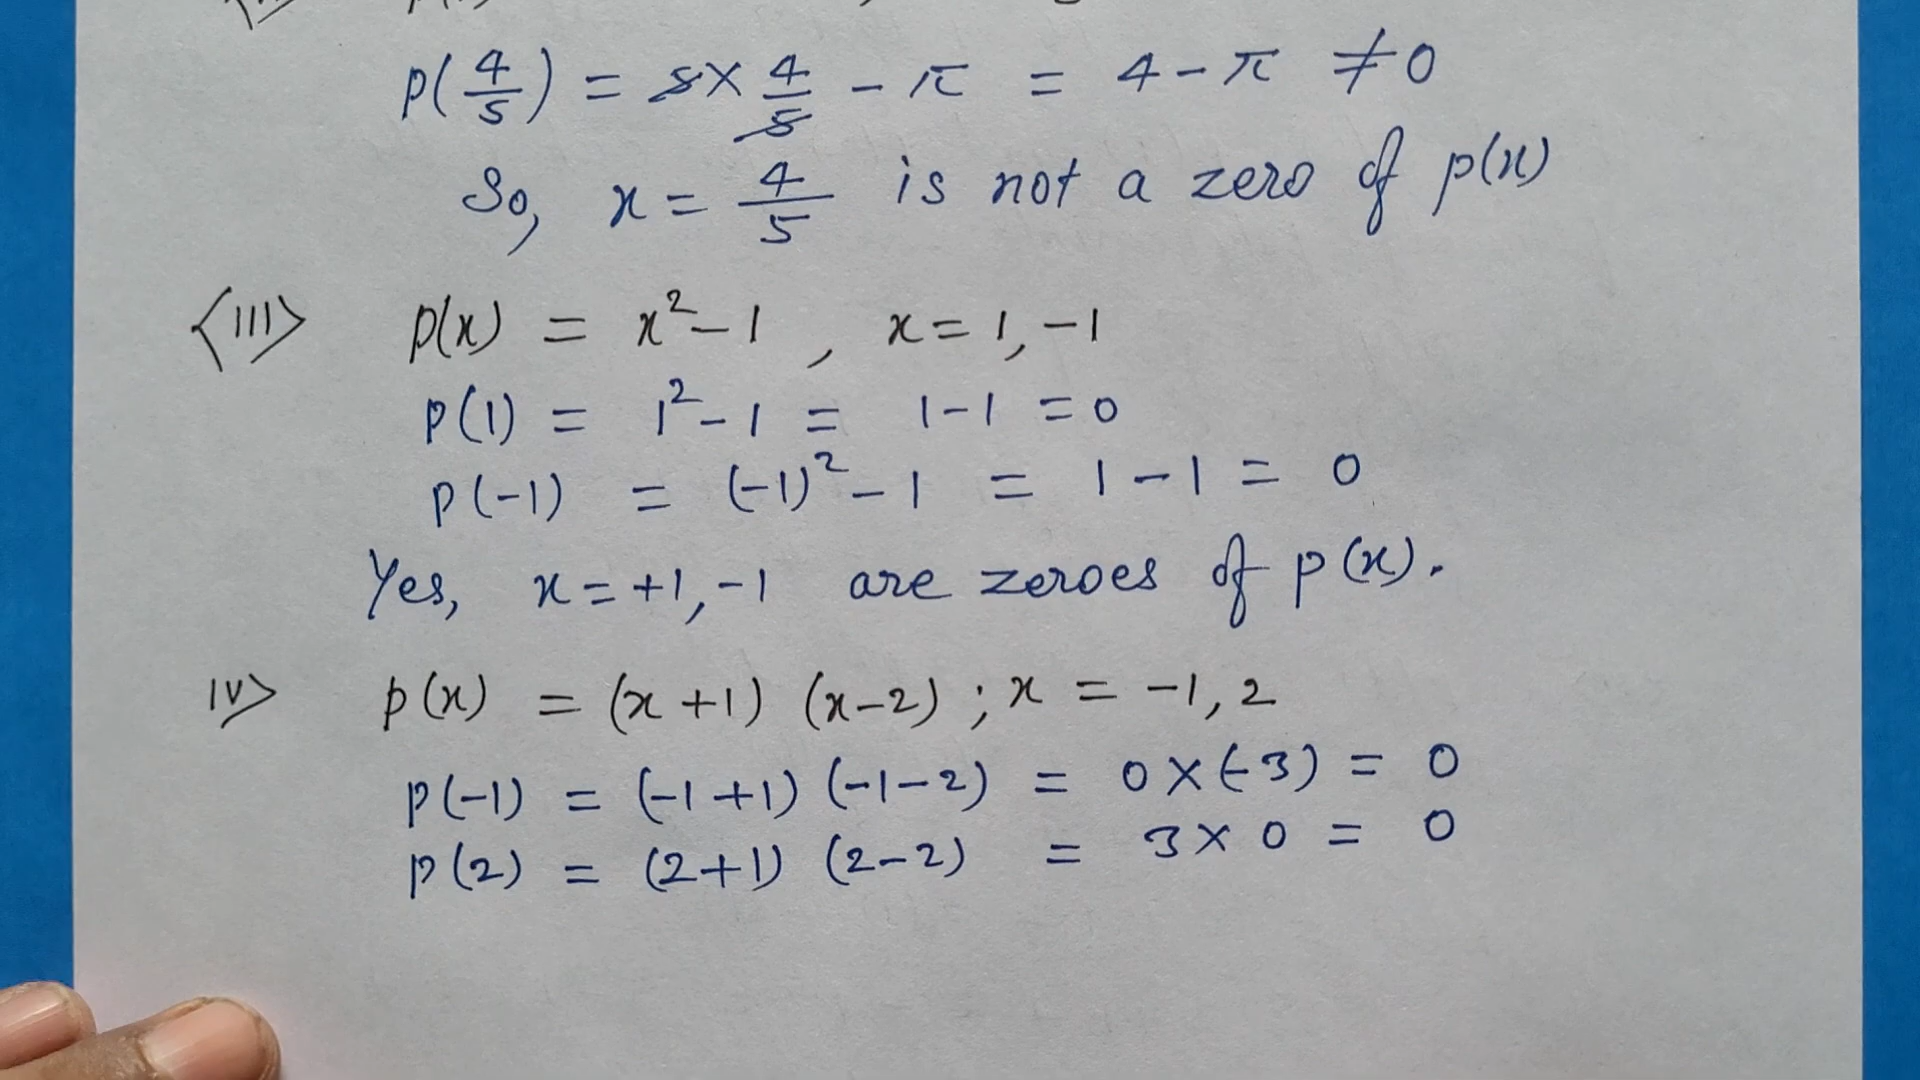 p(4/5) = 5 × 4/5 - π = 4 - π ≠ 0
So, x = 4/5 is not a zero of p(x)
(III) p(x) = x² - 1 , x = 1, -1
p(1) = 1² - 1 = 1 - 1 = 0
p(-1) = (-1)² - 1 = 1 - 1 = 0
Yes, x = +1, -1 are zeroes of p(x).
IV) p(x) = (x + 1) (x - 2) ; x = -1, 2
p(-1) = (-1 + 1) (-1 - 2) = 0 × (-3) = 0
p(2) = (2 + 1) (2 - 2) = 3 × 0 = 0